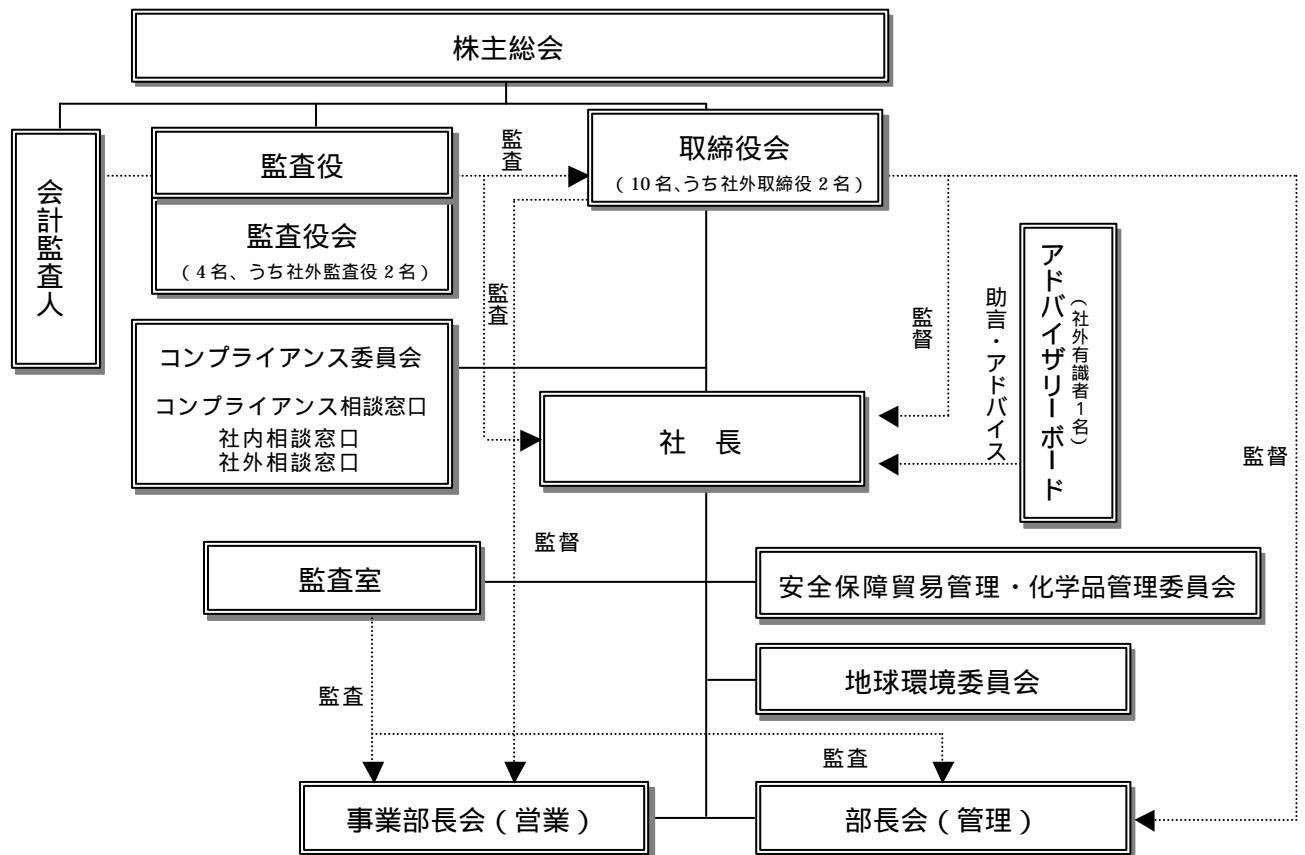 株主総会
会計監査人
監査役
監査
取締役会
（10名、うち社外取締役2名）
監査役会
（4名、うち社外監査役2名）
監査
監督
助言・アドバイス
アドバイザリーボード
（社外有識者1名）
監督
コンプライアンス委員会
コンプライアンス相談窓口
社内相談窓口
社外相談窓口
社　長
監督
監査室
安全保障貿易管理・化学品管理委員会
地球環境委員会
監査
監査
事業部長会（営業）
部長会（管理）